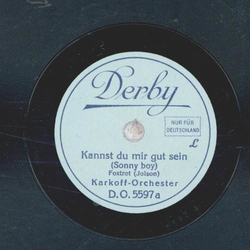 Derby
NUR FÜR
DEUTSCHLAND
L
Kannst du mir gut sein
(Sonny boy)
Foxtrot (Jolson)
Karkoff-Orchester
D.O. 5597a